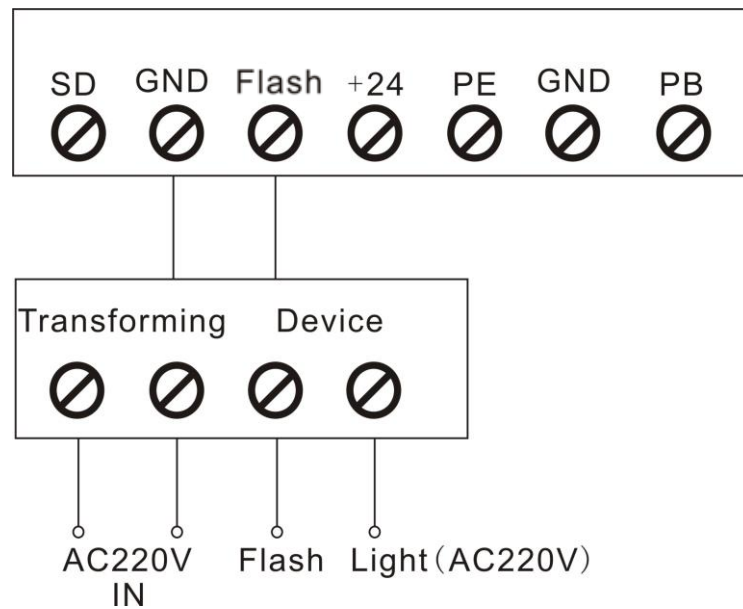 SD GND Flash +24 PE GND PB
Transforming Device
AC220V Flash Light(AC220V)
IN